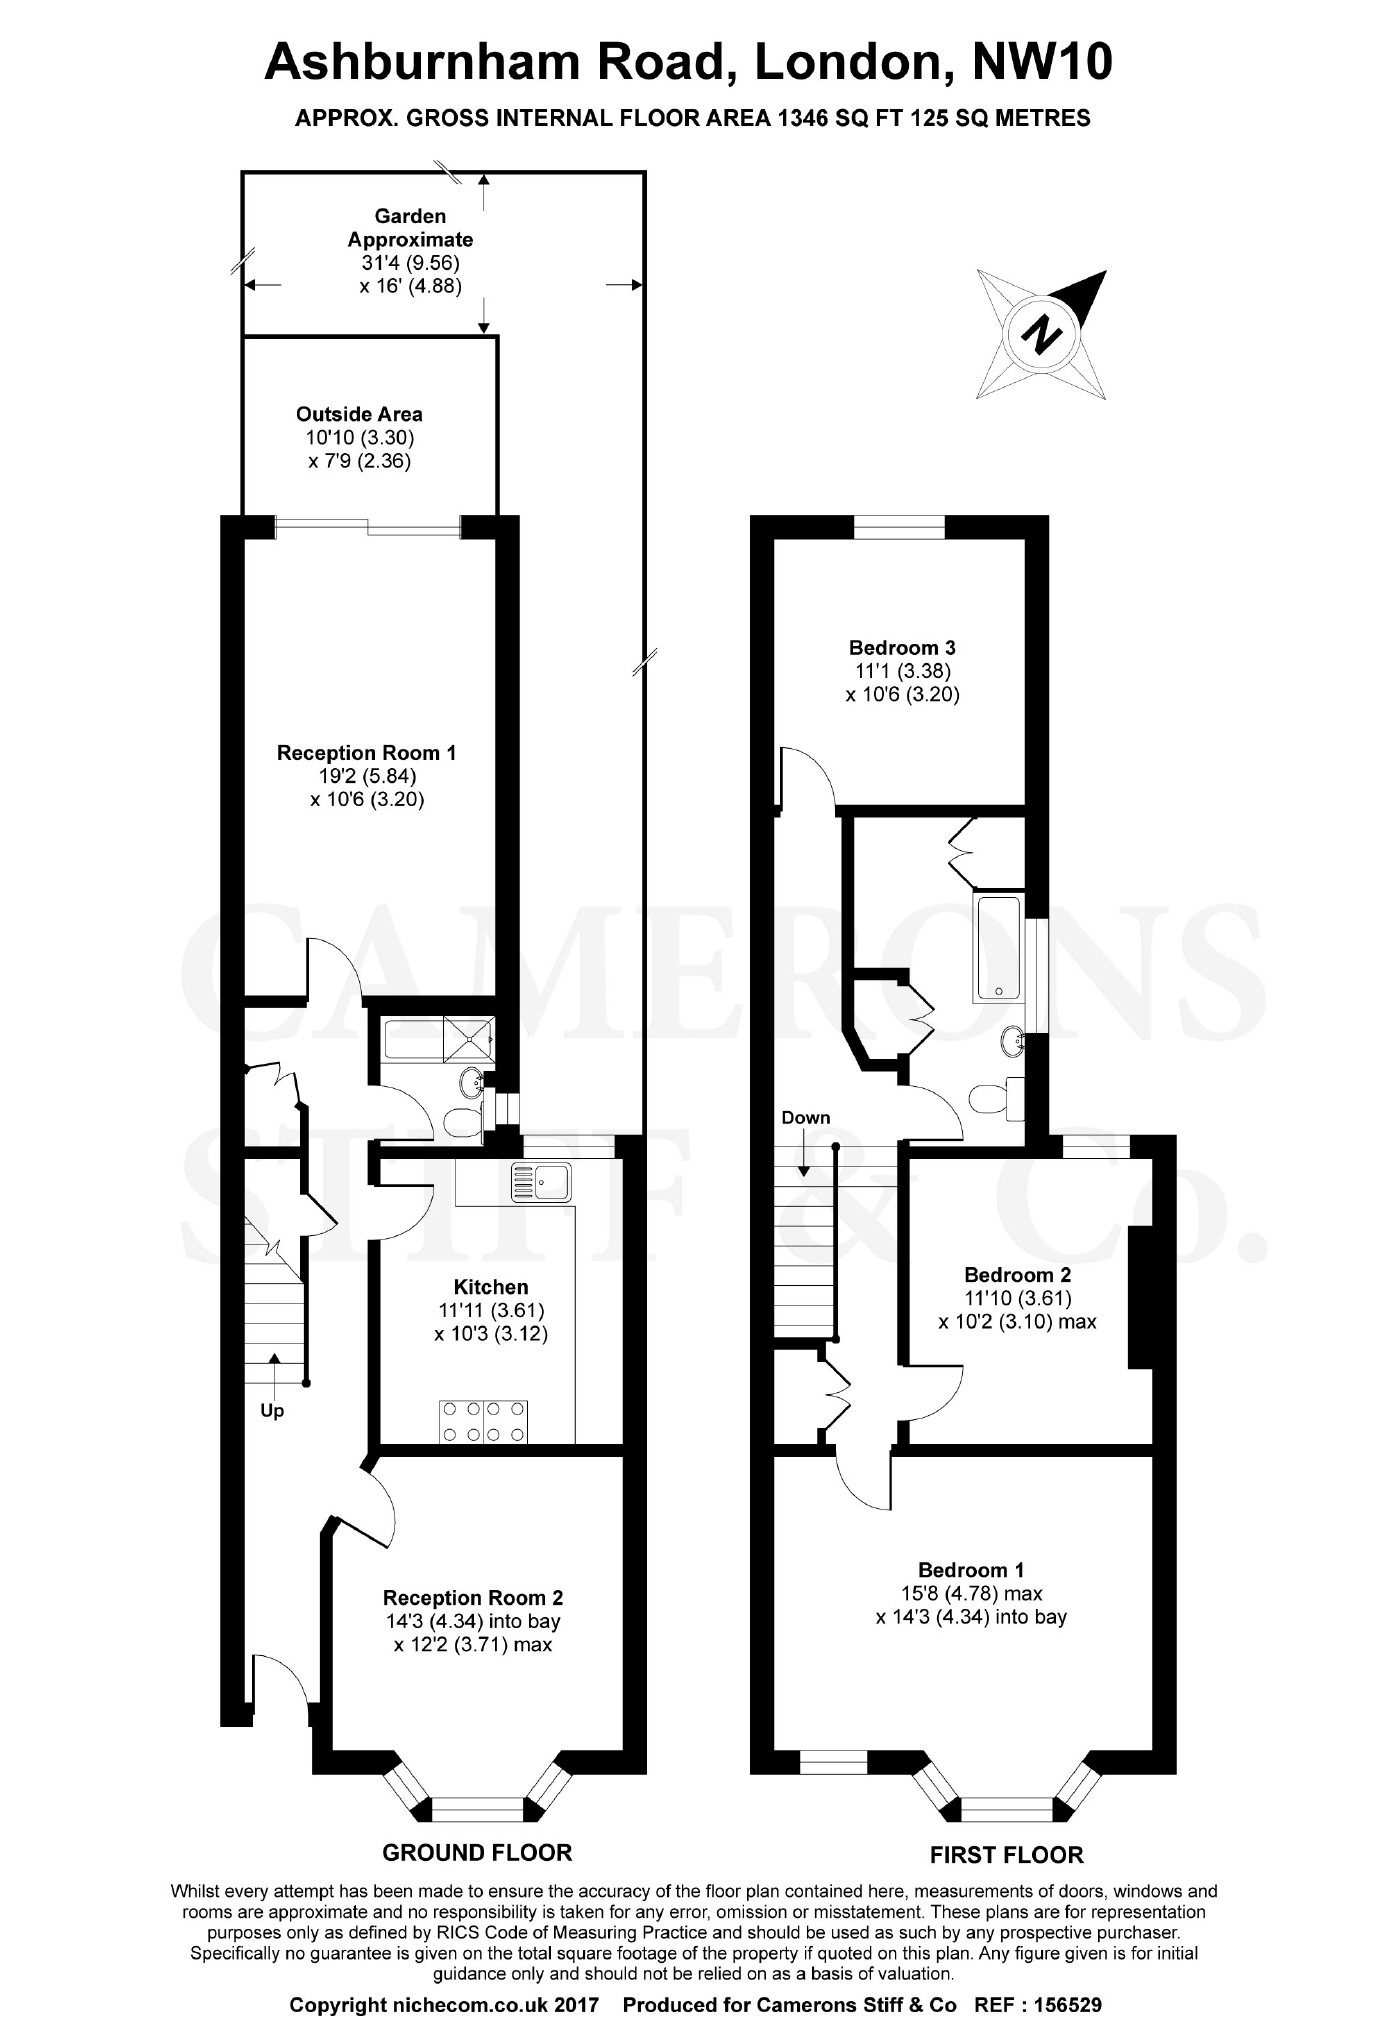 Ashburnham Road, London, NW10
APPROX. GROSS INTERNAL FLOOR AREA 1346 SQ FT 125 SQ METRES
Garden
Approximate
31'4 (9.56)
x 16' (4.88)
N
Outside Area
10'10 (3.30)
x 7'9 (2.36)
Reception Room 1
19'2 (5.84)
x 10'6 (3.20)
Bedroom 3
11'1 (3.38)
x 10'6 (3.20)
CAMERONS
STIFF & Co.
Down
Kitchen
11'11 (3.61)
x 10'3 (3.12)
Bedroom 2
11'10 (3.61)
x 10'2 (3.10) max
Up
Reception Room 2
14'3 (4.34) into bay
x 12'2 (3.71) max
Bedroom 1
15'8 (4.78) max
x 14'3 (4.34) into bay
GROUND FLOOR
FIRST FLOOR
Whilst every attempt has been made to ensure the accuracy of the floor plan contained here, measurements of doors, windows and
rooms are approximate and no responsibility is taken for any error, omission or misstatement. These plans are for representation
purposes only as defined by RICS Code of Measuring Practice and should be used as such by any prospective purchaser.
Specifically no guarantee is given on the total square footage of the property if quoted on this plan. Any figure given is for initial
guidance only and should not be relied on as a basis of valuation.
Copyright nichecom.co.uk 2017 Produced for Camerons Stiff & Co REF : 156529